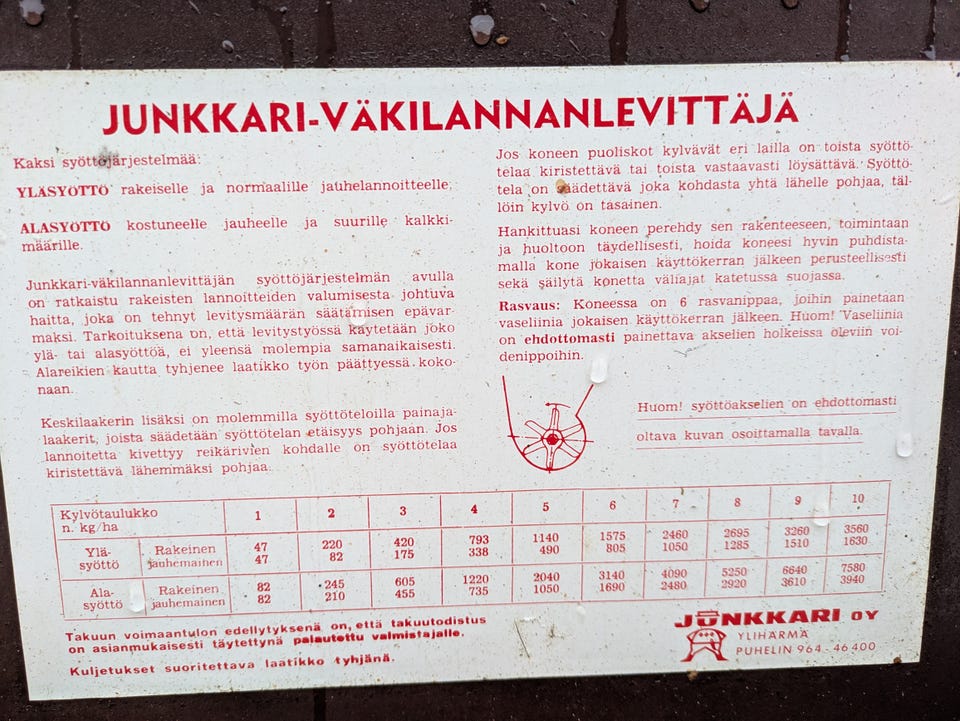 JUNKKARI-VÄKILANNANLEVITTÄJÄ
Kaksi syöttöjärjestelmää:
YLÄSYÖTTÖ rakeiselle ja normaalille jauhelannoitteelle;
ALASYÖTTÖ kostuneelle jauheelle ja suurille kalkki-
määrille.
Junkkari-väkilannanlevittäjän syöttöjärjestelmän avulla
on ratkaistu rakeisten lannoitteiden valumisesta johtuva
haitta, joka on tehnyt levitysmäärän säätämisen epävar-
maksi. Tarkoituksena on, että levitystyössä käytetään joko
ylä- tai alasyöttöä, ei yleensä molempia samanaikaisesti.
Alareikien kautta tyhjenee laatikko työn päättyessä koko-
naan.
Keskilaakerin lisäksi on molemmilla syöttöteloilla painaja-
laakerit, joista säädetään syöttötelan etäisyys pohjaan. Jos
lannoitetta kivettyy reikärivien kohdalle on syöttötelaa
kiristettävä lähemmäksi pohjaa.
Jos koneen puoliskot kylvävät eri lailla on toista syöttö-
telaa kiristettävä tai toista vastaavasti löysättävä. Syöttö-
tela on säädettävä joka kohdasta yhtä lähelle pohjaa, täl-
löin kylvö on tasainen.
Hankittuasi koneen perehdy sen rakenteeseen, toimintaan
ja huoltoon täydellisesti, hoida koneesi hyvin puhdista-
malla kone jokaisen käyttökerran jälkeen perusteellisesti
sekä säilytä konetta väliajat katetussa suojassa.
Rasvaus: Koneessa on 6 rasvanippaa, joihin painetaan
vaseliinia jokaisen käyttökerran jälkeen. Huom! Vaseliinia
on ehdottomasti painettava akselien holkeissa oleviin voi-
denippoihin.
Huom! syöttöakselien on ehdottomasti
oltava kuvan osoittamalla tavalla.
Kylvötaulukko n. kg/ha 1 2 3 4 5 6 7 8 9 10
Ylä-syöttö Rakeinen 47 220 420 793 1140 1575 2460 2695 3260 3560
jauhemainen 47 82 175 338 490 805 1050 1285 1510 1630
Ala-syöttö Rakeinen 82 245 605 1220 2040 3140 4090 5250 6640 7580
jauhemainen 82 210 455 735 1050 1690 2480 2920 3610 3940
Takuun voimaantulon edellytyksenä on, että takuutodistus
on asianmukaisesti täytettynä palautettu valmistajalle.
Kuljetukset suoritettava laatikko tyhjänä.
JUNKKARI OY
YLIHÄRMÄ
PUHELIN 964-46 400